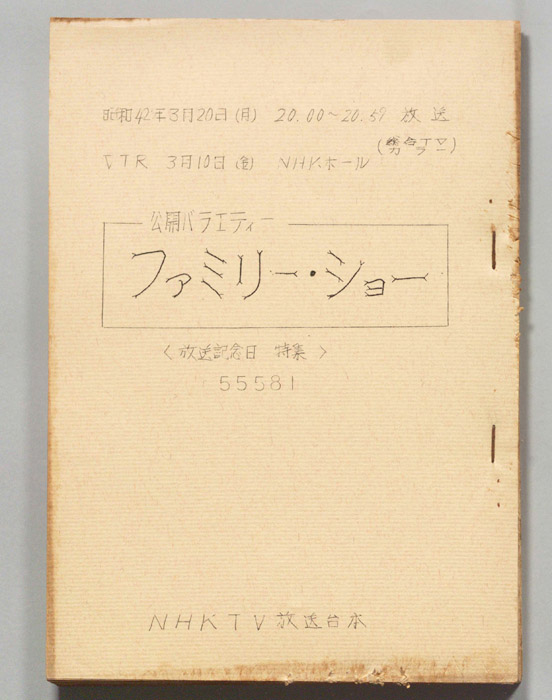 昭和42年3月20日(月) 20.00～20.59 放送
VTR 3月10日(金) NHKホール
公開バラエティー
ファミリー・ショー
〈放送記念日 特集〉
55581
NHKTV放送台本